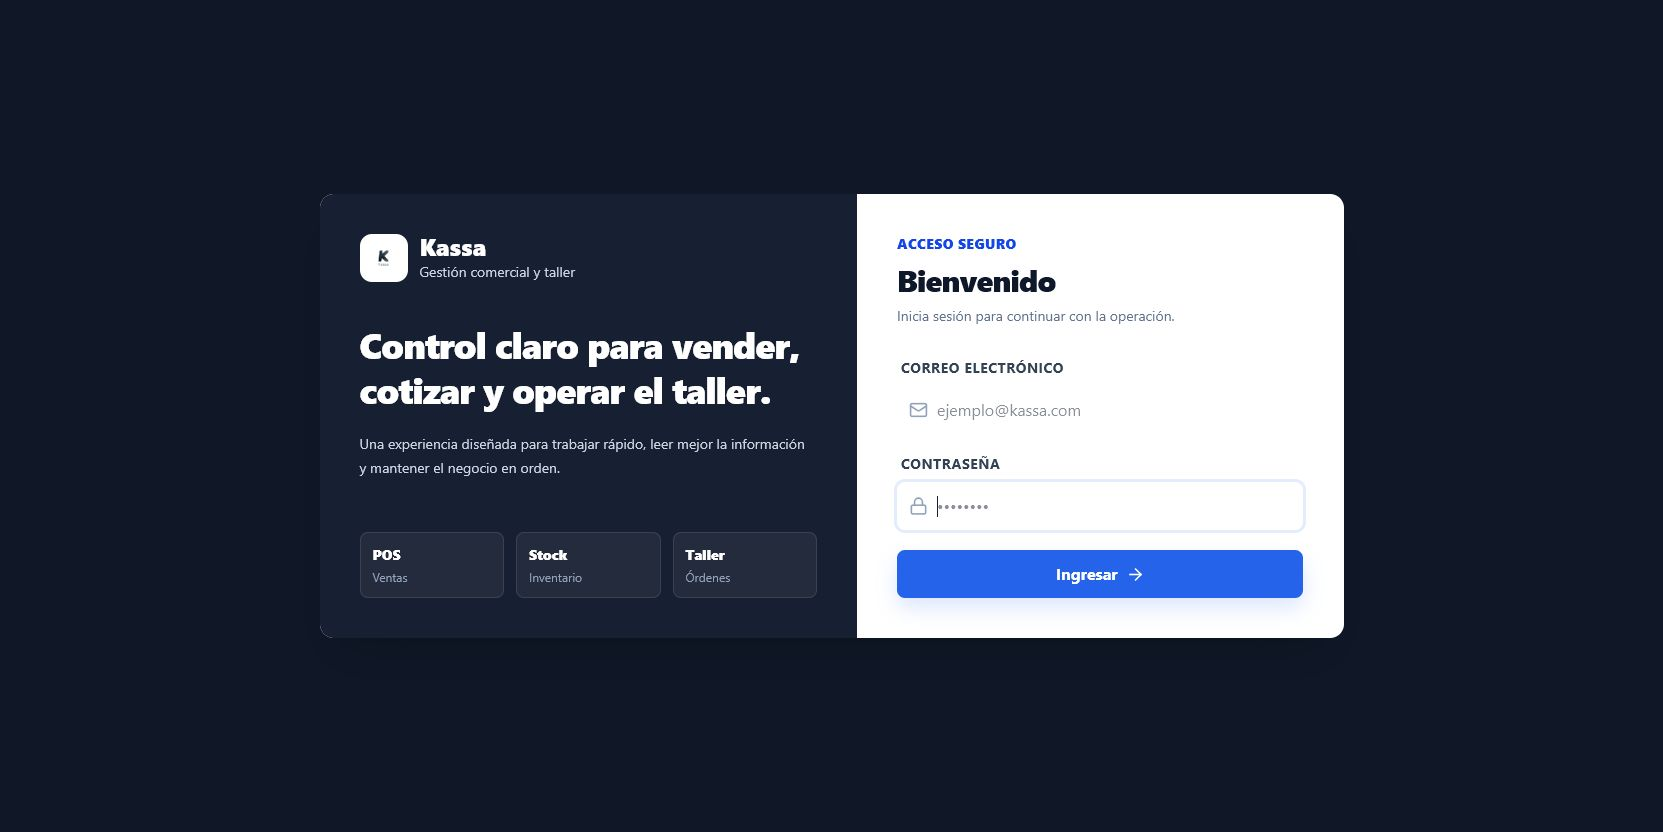 K
Kassa
Gestión comercial y taller
Control claro para vender,
cotizar y operar el taller.
Una experiencia diseñada para trabajar rápido, leer mejor la información
y mantener el negocio en orden.
POS
Ventas
Stock
Inventario
Taller
Órdenes
ACCESO SEGURO
Bienvenido
Inicia sesión para continuar con la operación.
CORREO ELECTRÓNICO
ejemplo@kassa.com
CONTRASEÑA
••••••••
Ingresar →